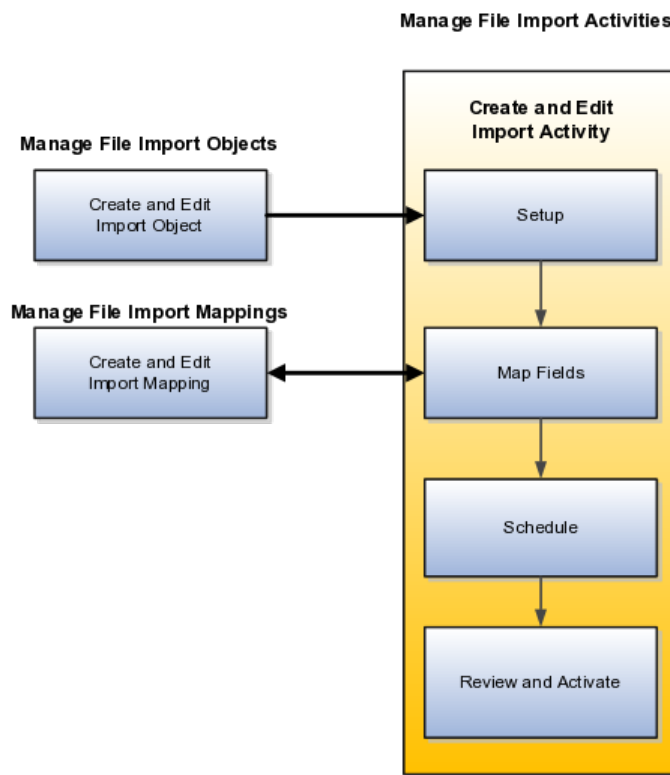 Manage File Import Activities
Create and Edit
Import Activity
Manage File Import Objects
Create and Edit
Import Object
Setup
Manage File Import Mappings
Create and Edit
Import Mapping
Map Fields
Schedule
Review and Activate